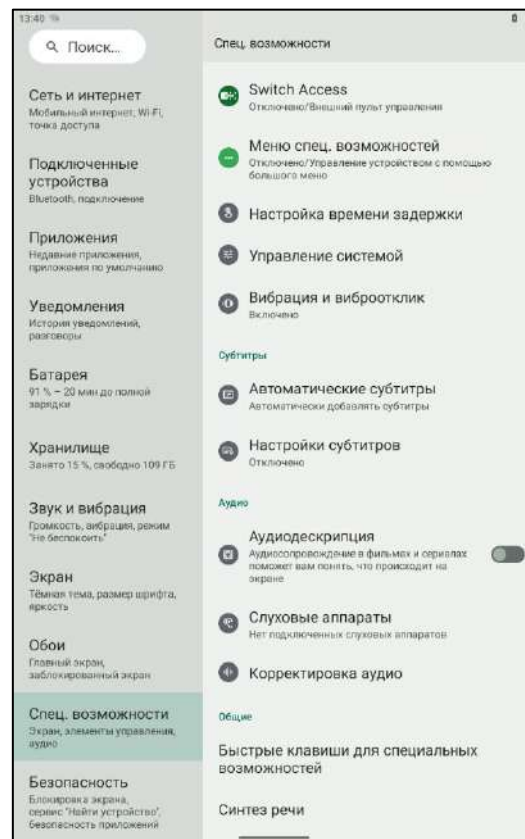 13:40
Поиск...
Сеть и интернет
Мобильный интернет, Wi-Fi,
точка доступа
Подключенные
устройства
Bluetooth, подключение
Приложения
Недавние приложения,
приложения по умолчанию
Уведомления
История уведомлений,
разговоры
Батарея
91 % – 20 мин до полной
зарядки
Хранилище
Занято 15 %, свободно 109 ГБ
Звук и вибрация
Громкость, вибрация, режим
"Не беспокоить"
Экран
Тёмная тема, размер шрифта,
яркость
Обои
Главный экран,
заблокированный экран
Спец. возможности
Экран, элементы управления,
аудио
Безопасность
Блокировка экрана,
сервис "Найти устройство",
безопасность приложений
Спец. возможности
Switch Access
Отключено/Внешний пульт управления
Меню спец. возможностей
Отключено/Управление устройством с помощью
большого меню
Настройка времени задержки
Управление системой
Вибрация и виброотклик
Включено
Субтитры
Автоматические субтитры
Автоматически добавлять субтитры
Настройки субтитров
Отключено
Аудио
Аудиодескрипция
Аудиосопровождение в фильмах и сериалах
поможет вам понять, что происходит на
экране
Слуховые аппараты
Нет подключенных слуховых аппаратов
Корректировка аудио
Общие
Быстрые клавиши для специальных
возможностей
Синтез речи